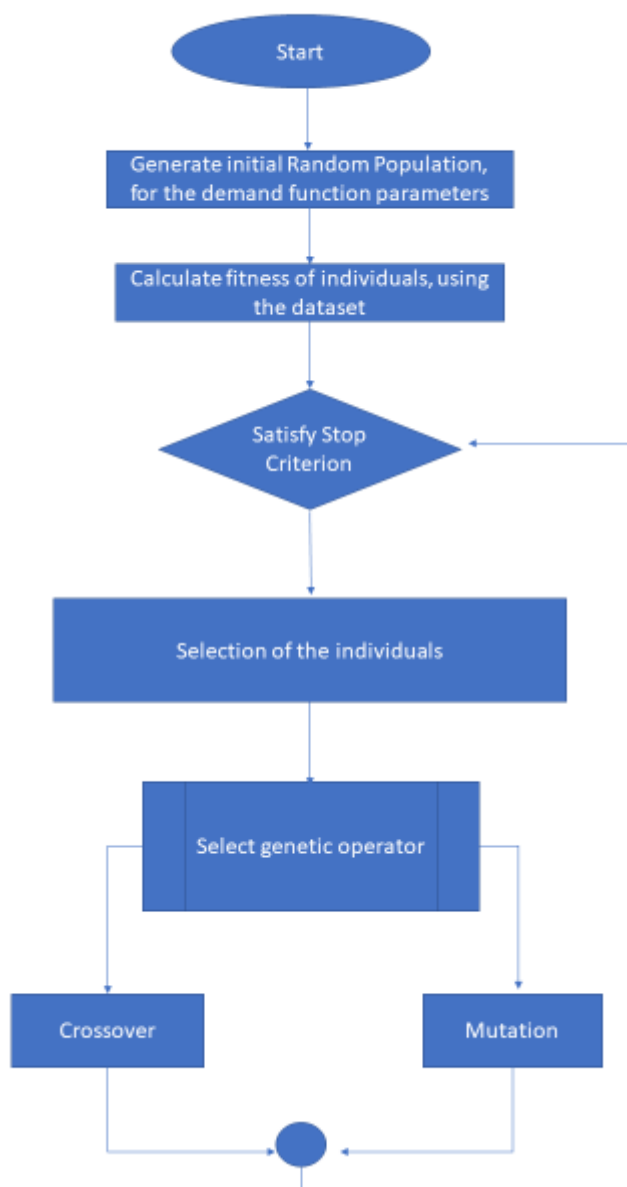 Start
Generate initial Random Population,
for the demand function parameters
Calculate fitness of individuals, using
the dataset
Satisfy Stop
Criterion
Selection of the individuals
Select genetic operator
Crossover
Mutation